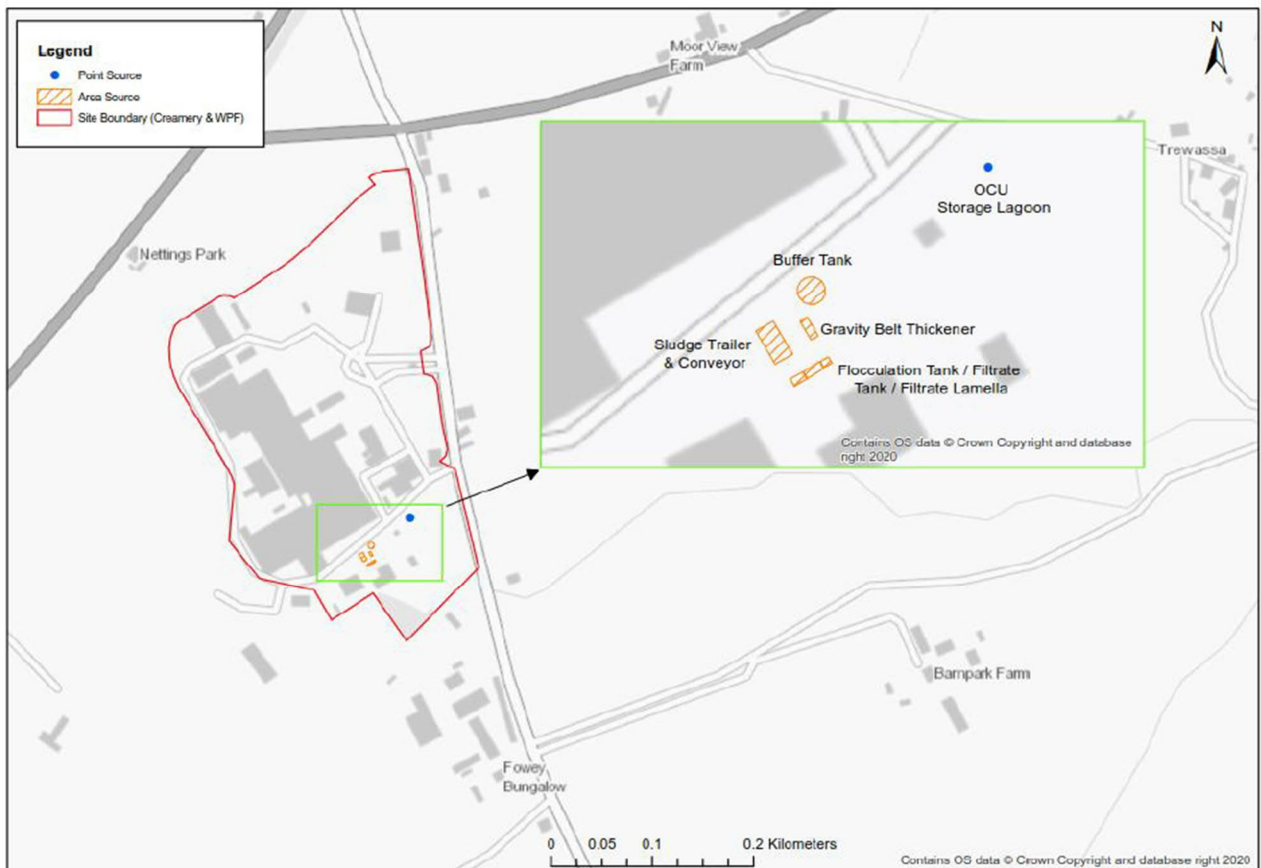 Legend
Point Source
Area Source
Site Boundary (Creamery & WPF)
Moor View
Farm
N
Trewassa
OCU
Storage Lagoon
Nettings Park
Buffer Tank
Gravity Belt Thickener
Sludge Trailer
& Conveyor
Flocculation Tank / Filtrate
Tank / Filtrate Lamella
Contains OS data © Crown Copyright and database
right 2020
Barnpark Farm
Fowey
Bungalow
0 0.05 0.1 0.2 Kilometers
Contains OS data © Crown Copyright and database right 2020